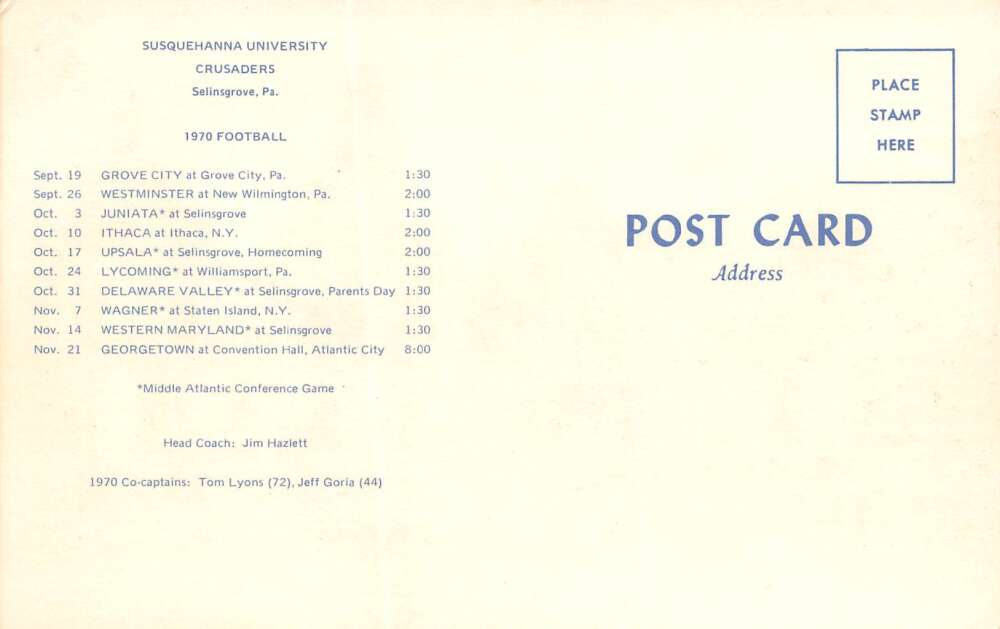 SUSQUEHANNA UNIVERSITY
CRUSADERS
Selinsgrove, Pa.
1970 FOOTBALL
Sept. 19 GROVE CITY at Grove City, Pa. 1:30
Sept. 26 WESTMINSTER at New Wilmington, Pa. 2:00
Oct. 3 JUNIATA* at Selinsgrove 1:30
Oct. 10 ITHACA at Ithaca, N.Y. 2:00
Oct. 17 UPSALA* at Selinsgrove, Homecoming 2:00
Oct. 24 LYCOMING* at Williamsport, Pa. 1:30
Oct. 31 DELAWARE VALLEY* at Selinsgrove, Parents Day 1:30
Nov. 7 WAGNER* at Staten Island, N.Y. 1:30
Nov. 14 WESTERN MARYLAND* at Selinsgrove 1:30
Nov. 21 GEORGETOWN at Convention Hall, Atlantic City 8:00
*Middle Atlantic Conference Game
Head Coach: Jim Hazlett
1970 Co-captains: Tom Lyons (72), Jeff Goria (44)
PLACE
STAMP
HERE
POST CARD
Address